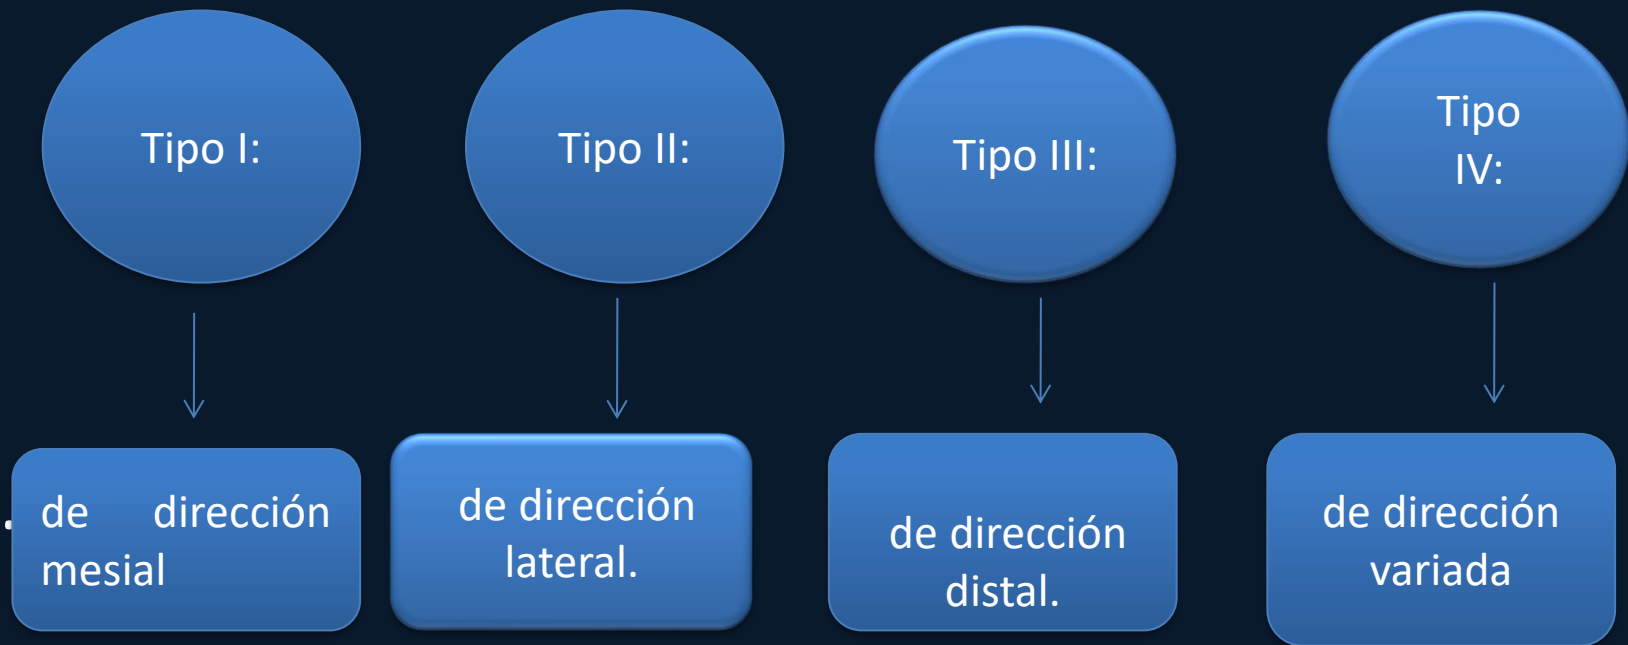 Tipo I:
Tipo II:
Tipo III:
Tipo
IV:
. de dirección
mesial
de dirección
lateral.
de dirección
distal.
de dirección
variada